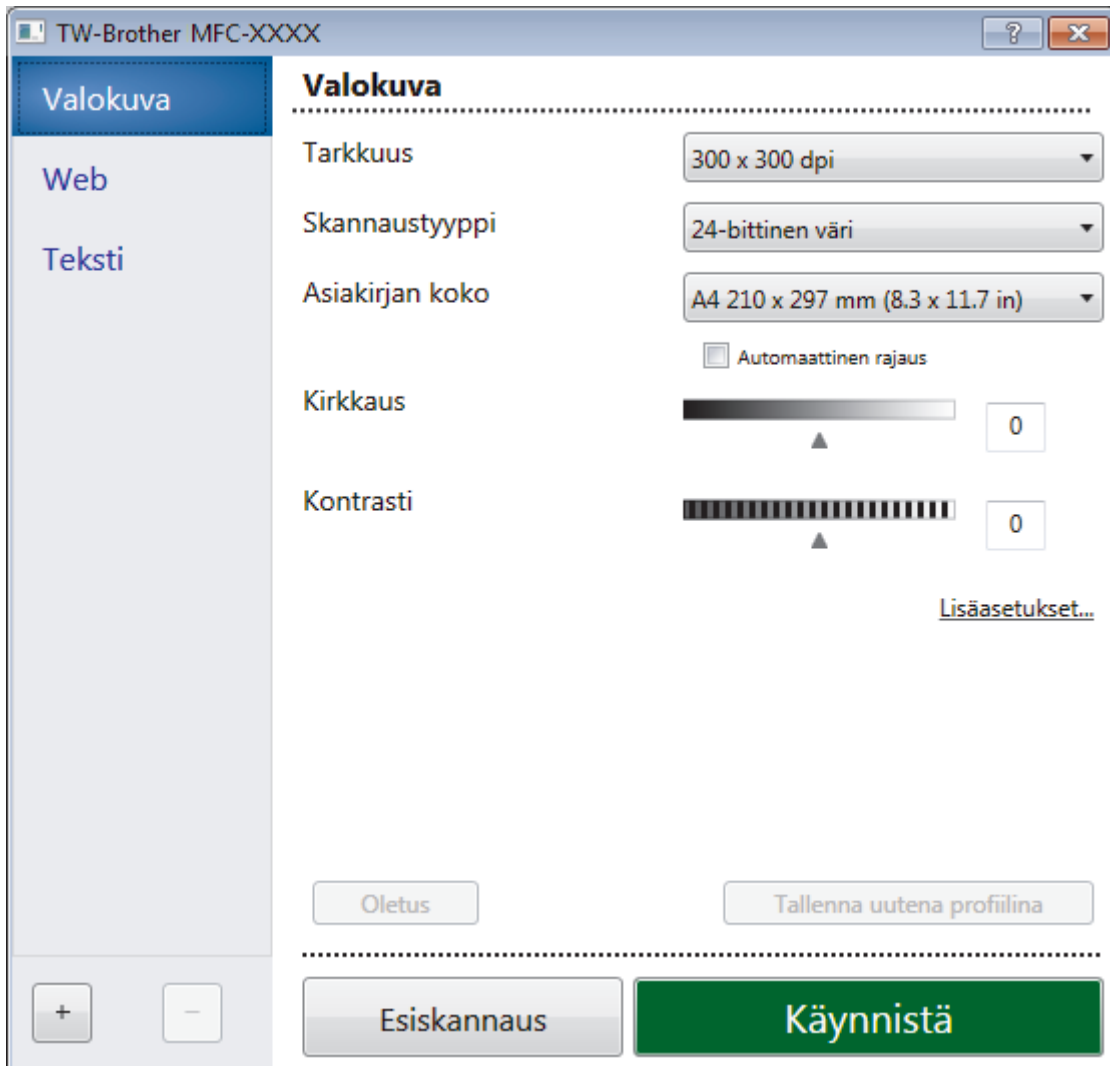 TW-Brother MFC-XXXX
?
Valokuva
Web
Teksti
Valokuva
Tarkkuus
300 x 300 dpi
Skannaustyyppi
24-bittinen väri
Asiakirjan koko
A4 210 x 297 mm (8.3 x 11.7 in)
Automaattinen rajaus
Kirkkaus
0
Kontrasti
0
Lisäasetukset...
Oletus
Tallenna uutena profiilina
+
−
Esiskannaus
Käynnistä